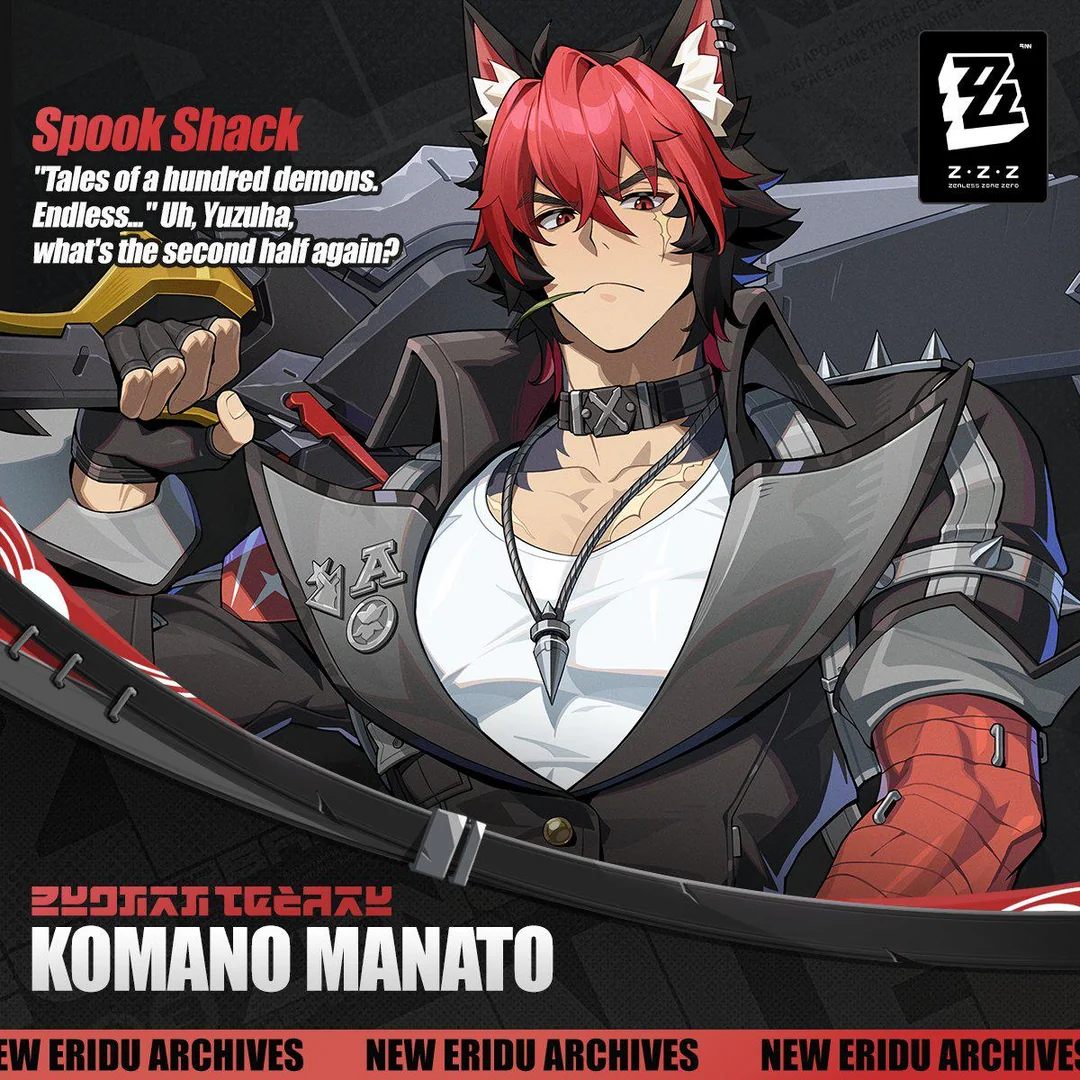 Spook Shack
"Tales of a hundred demons.
Endless..." Uh, Yuzuha,
what's the second half again?
Z·Z·Z
ZENLESS ZONE ZERO
A
KOMANO MANATO
NEW ERIDU ARCHIVES NEW ERIDU ARCHIVES NEW ERIDU ARCHIVES